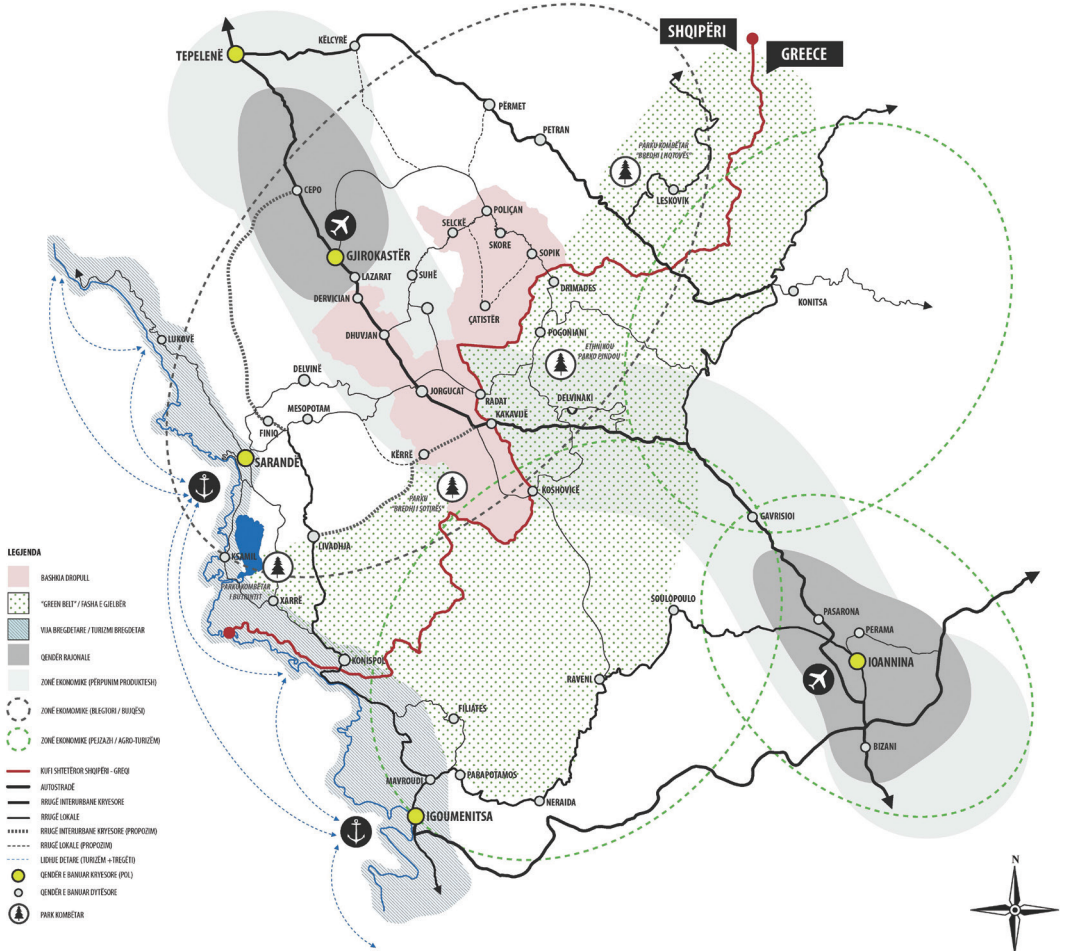 SHQIPËRI
GREECE
TEPELENË
KËLCYRË
PËRMET
PETRAN
PARKU KOMBËTAR
"BREDHI I HOTOVËS"
LESKOVIK
CEPO
POLIÇAN
SELCKË
SKORE
SOPIK
GJIROKASTËR
LAZARAT
SUHË
DERVICIAN
DRIMADES
KONITSA
ÇATISTËR
DHUVJAN
POGONIANI
LUKOVË
ETHNIKOU
PARKO PINDOU
DELVINË
JORGUCAT
RADAT
DELVINAKI
MESOPOTAM
KAKAVIJË
FINIQ
SARANDË
KËRRË
PARKU
"BREDHI I SOTIRËS"
KOSHOVICË
GAVRISIOI
LIVADHJA
KSAMIL
PARKU KOMBËTAR
I BUTRINTIT
XARRË
SOULOPOULO
PASARONA
PERAMA
IOANNINA
KONISPOL
RAVENI
FILIATES
BIZANI
MAVROUDI
PARAPOTAMOS
NERAIDA
IGOUMENITSA
LEGJENDA
BASHKIA DROPULL
"GREEN BELT" / FASHA E GJELBËR
VIJA BREGDETARE / TURIZMI BREGDETAR
QENDËR RAJONALE
ZONË EKONOMIKE (PËRPUNIM PRODUKTESH)
ZONË EKOMOMIKE (BLEGTORI / BUJQËSI)
ZONË EKONOMIKE (PEJZAZH / AGRO-TURIZËM)
KUFI SHTETËROR SHQIPËRI - GREQI
AUTOSTRADË
RRUGË INTERURBANE KRYESORE
RRUGË LOKALE
RRUGË INTERURBANE KRYESORE (PROPOZIM)
RRUGË LOKALE (PROPOZIM)
LIDHJE DETARE (TURIZËM +TREGËTI)
QENDËR E BANUAR KRYESORE (POL)
QENDËR E BANUAR DYTËSORE
PARK KOMBËTAR
N